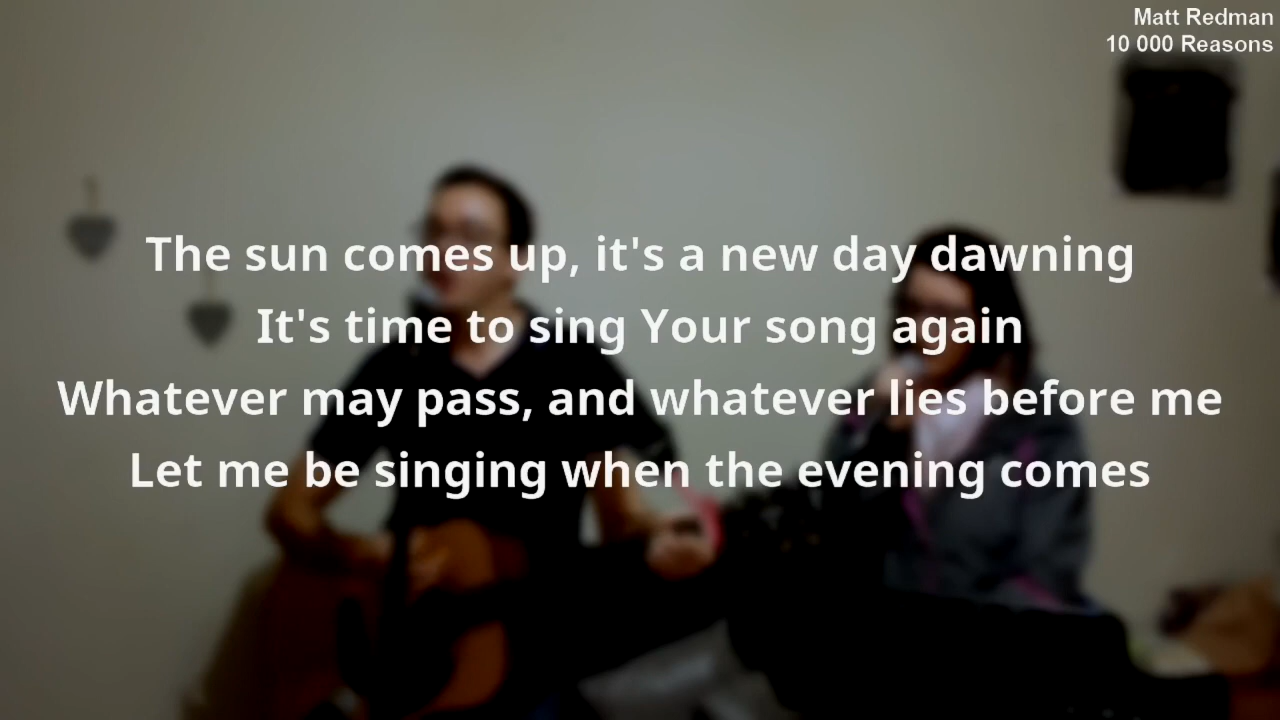 Matt Redman
10 000 Reasons
The sun comes up, it's a new day dawning
It's time to sing Your song again
Whatever may pass, and whatever lies before me
Let me be singing when the evening comes